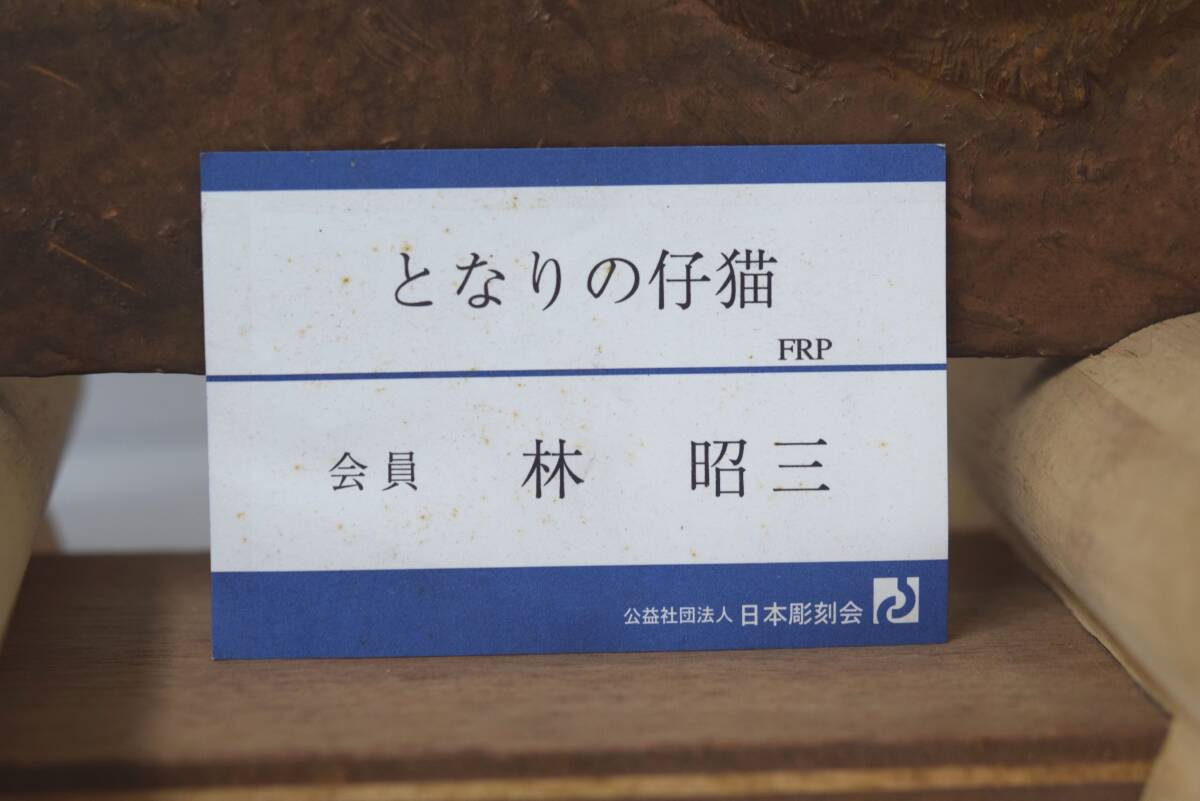 となりの仔猫
FRP
会員 林 昭三
公益社団法人 日本彫刻会